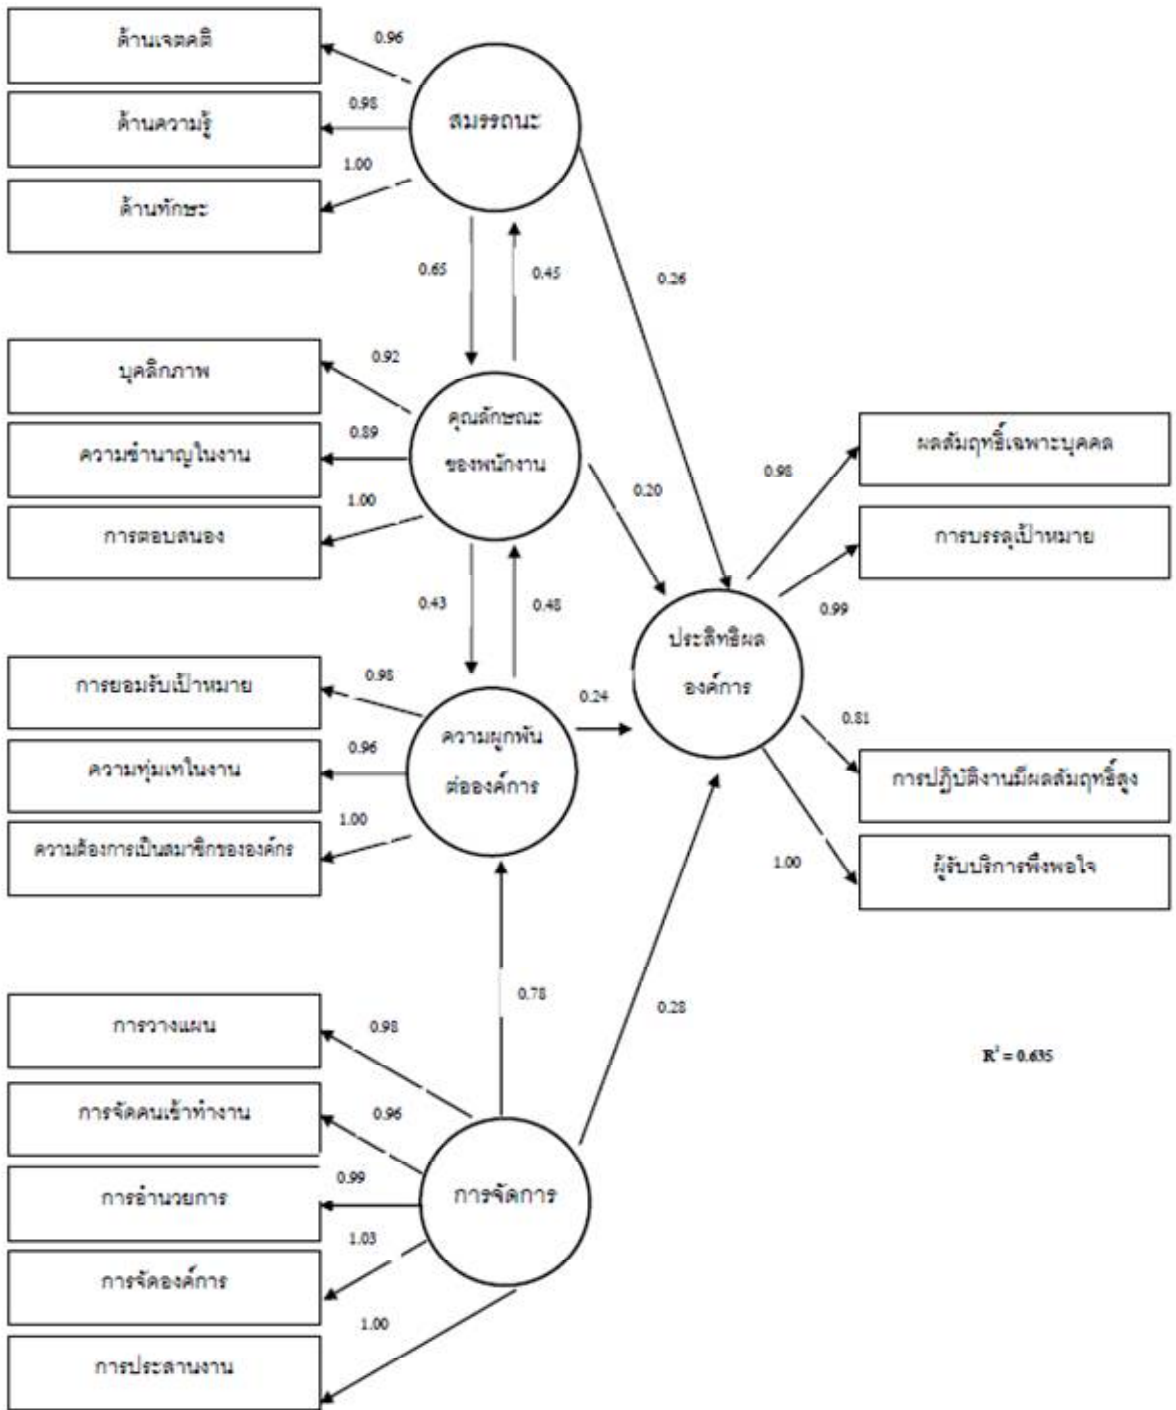 ด้านเจตคติ
0.96
ด้านความรู้
0.98
สมรรถนะ
1.00
ด้านทักษะ
0.65
0.45
0.26
บุคลิกภาพ
0.92
คุณลักษณะ
ของพนักงาน
ความชำนาญในงาน
0.89
1.00
การตอบสนอง
0.20
ผลสัมฤทธิ์เฉพาะบุคคล
0.98
การบรรลุเป้าหมาย
0.99
0.43
0.48
ประสิทธิผล
องค์การ
การยอมรับเป้าหมาย
0.98
0.24
ความผูกพัน
ต่อองค์การ
0.81
ความทุ่มเทในงาน
0.96
การปฏิบัติงานมีผลสัมฤทธิ์สูง
1.00
ความต้องการเป็นสมาชิกขององค์กร
1.00
ผู้รับบริการพึงพอใจ
0.78
0.28
การวางแผน
0.98
R² = 0.635
การจัดคนเข้าทำงาน
0.96
0.99
การอำนวยการ
การจัดการ
1.03
การจัดองค์การ
1.00
การประสานงาน